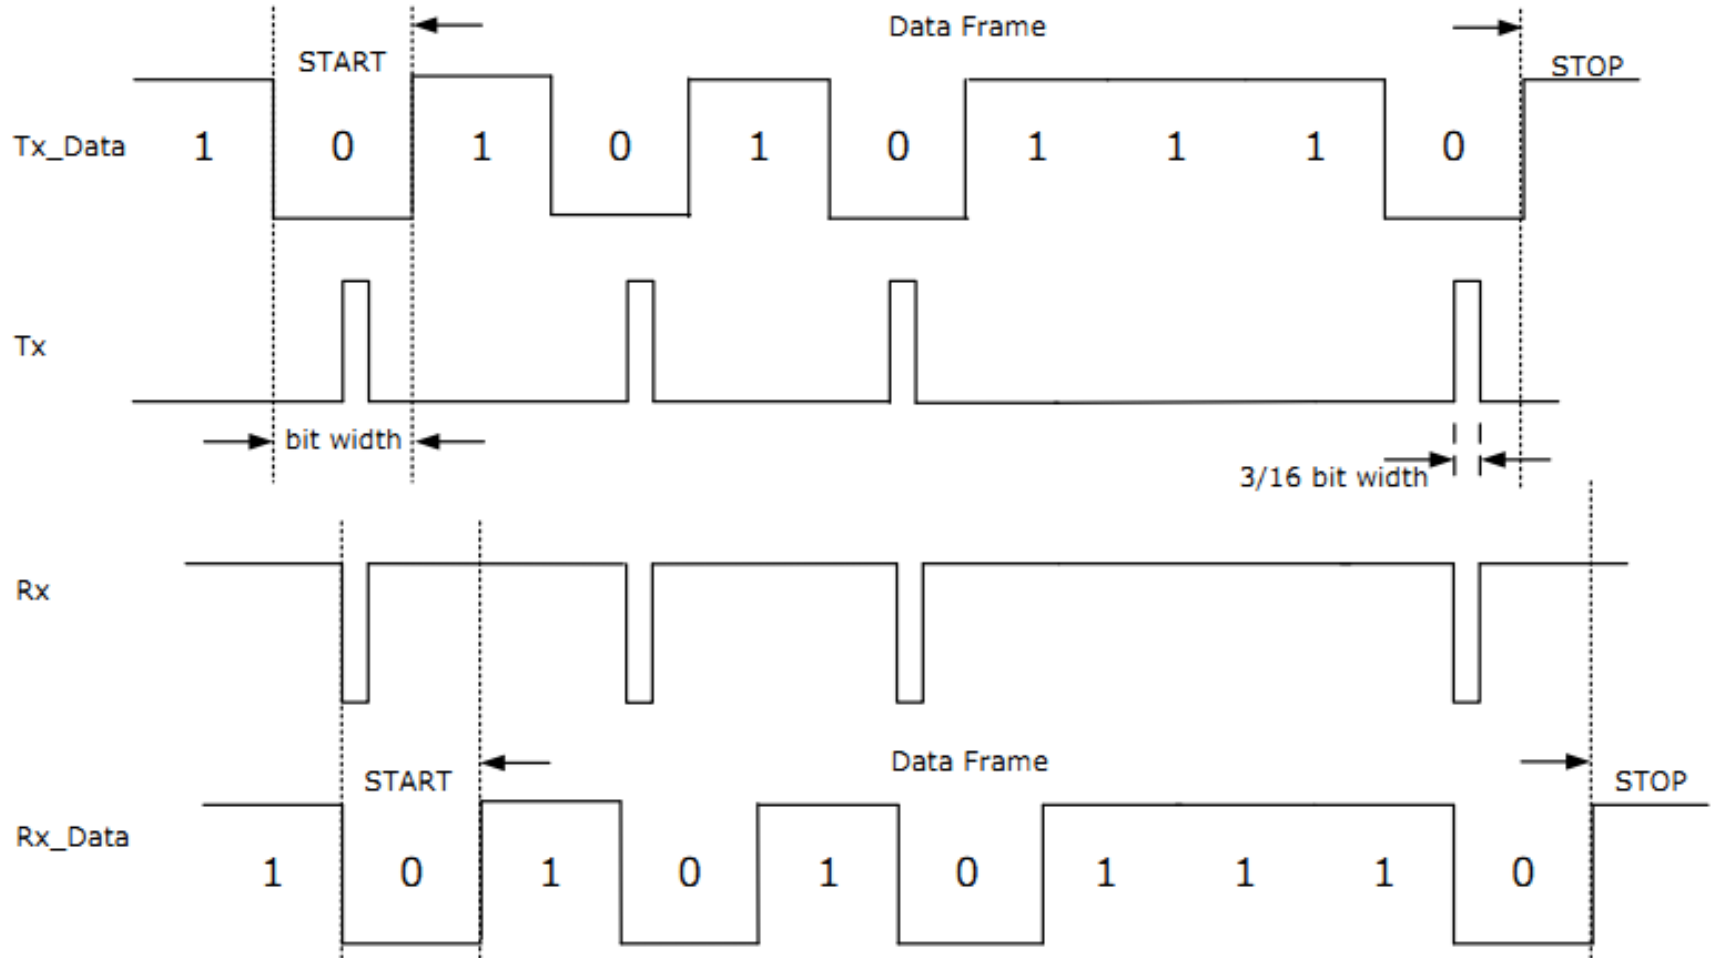 Data Frame
START
STOP
Tx_Data 1 0 1 0 1 0 1 1 1 0
Tx
bit width
3/16 bit width
Rx
Data Frame
START
STOP
Rx_Data
1 0 1 0 1 0 1 1 1 0